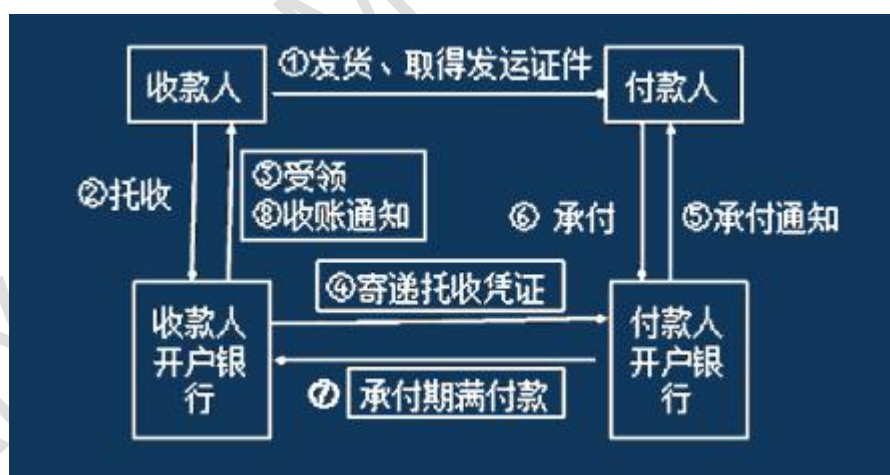 ①发货、取得发运证件
收款人
付款人
②托收
③受领
⑧收账通知
⑥ 承付
⑤承付通知
④寄递托收凭证
收款人
开户银
行
付款人
开户银
行
⑦ 承付期满付款